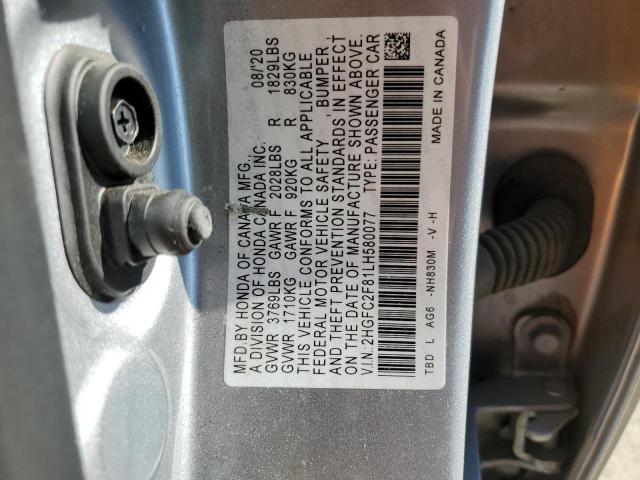 MFD.BY HONDA OF CANADA MFG., 08/'20
A DIVISION OF HONDA CANADA INC.
GVWR 3769LBS GAWR F 2028LBS R 1829LBS
GVWR 1710KG GAWR F 920KG R 830KG
THIS VEHICLE CONFORMS TO ALL APPLICABLE
FEDERAL MOTOR VEHICLE SAFETY , BUMPER ,
AND THEFT PREVENTION STANDARDS IN EFFECT
ON THE DATE OF MANUFACTURE SHOWN ABOVE.
V.I.N.:2HGFC2F81LH580077 TYPE: PASSENGER CAR
TBD L AG6 -NH830M -V -H MADE IN CANADA